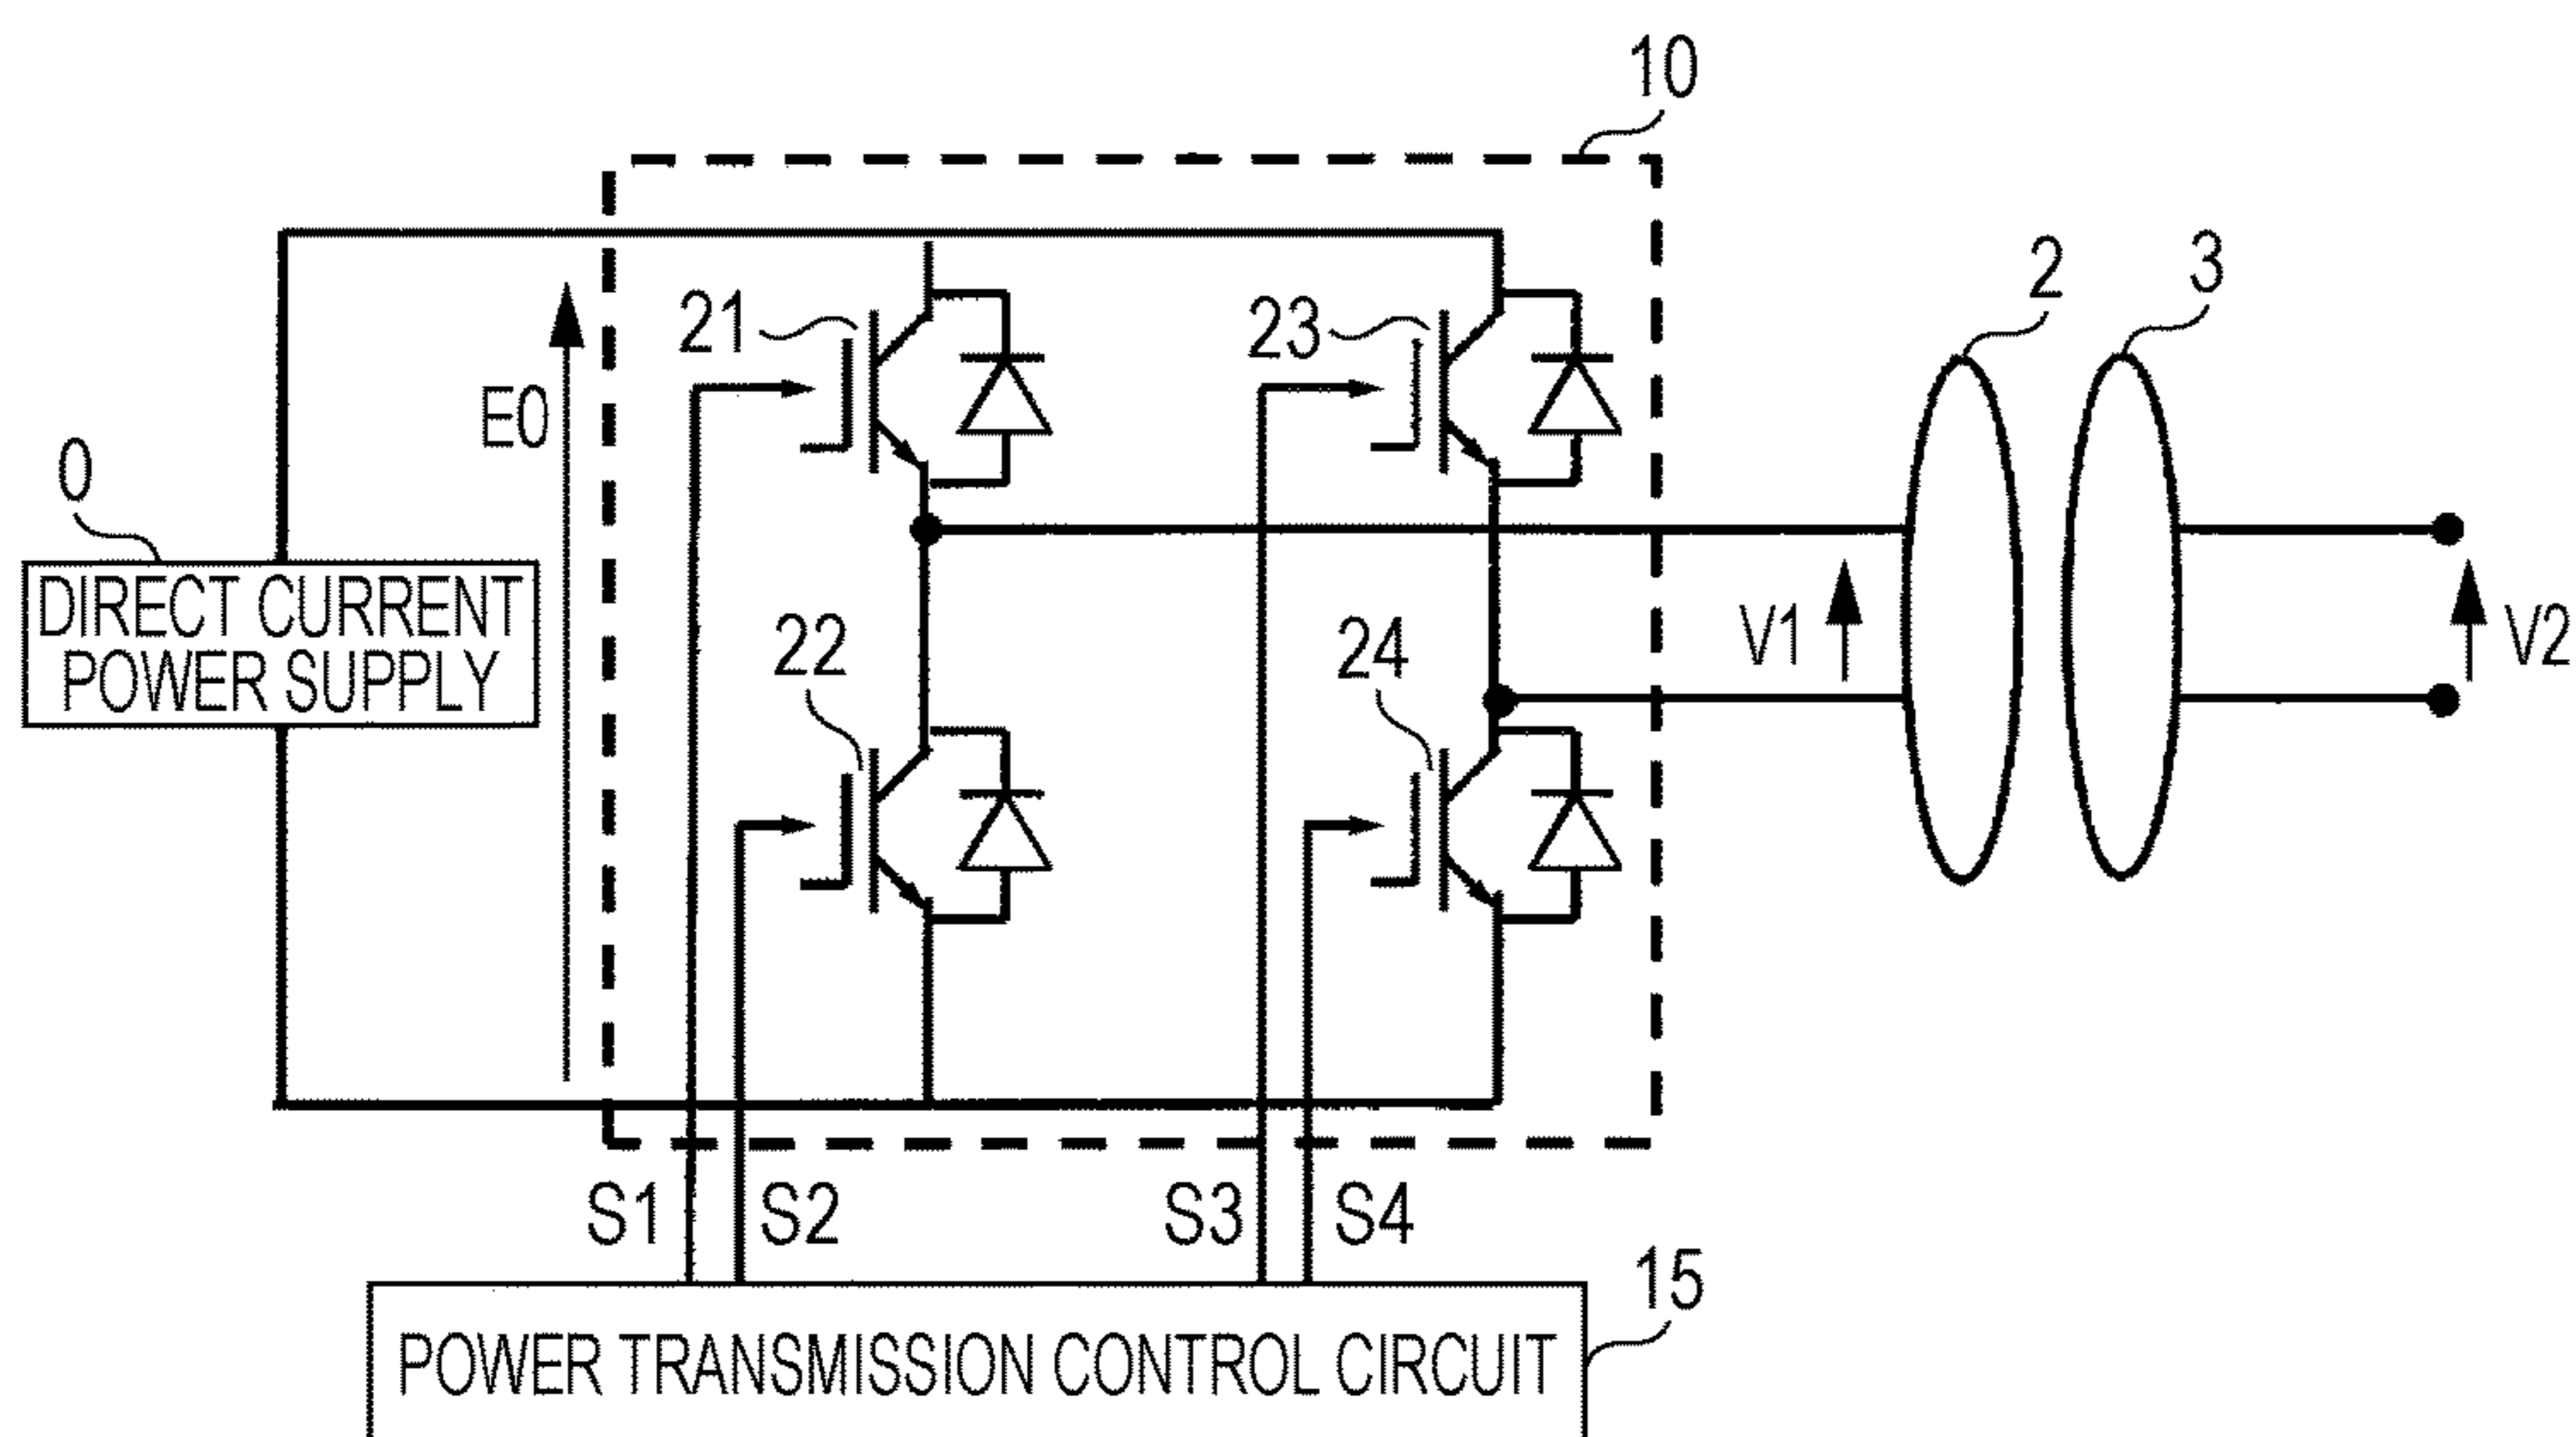 10
2
3
21
23
E0
0
DIRECT CURRENT
POWER SUPPLY
22
24
V1
V2
S1
S2
S3
S4
15
POWER TRANSMISSION CONTROL CIRCUIT